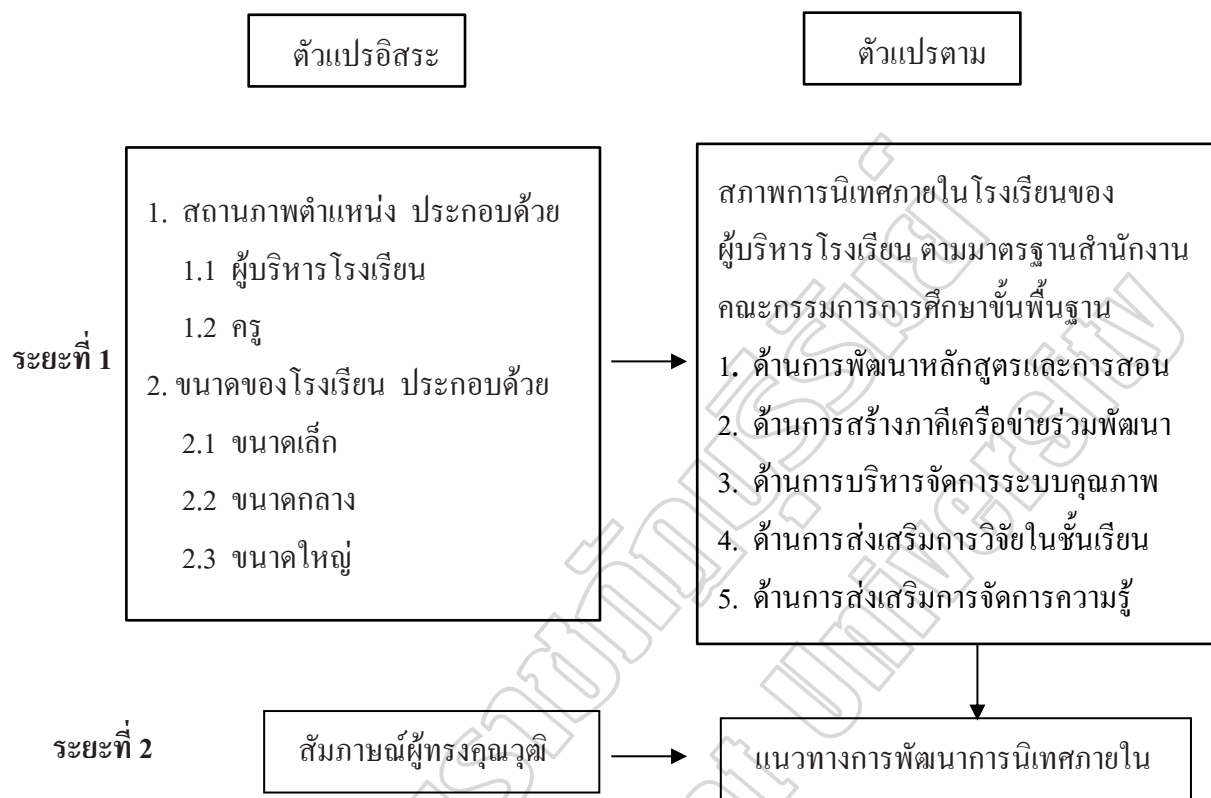 ตัวแปรอิสระ
ตัวแปรตาม
ระยะที่ 1
1. สถานภาพตำแหน่ง ประกอบด้วย
1.1 ผู้บริหารโรงเรียน
1.2 ครู
2. ขนาดของโรงเรียน ประกอบด้วย
2.1 ขนาดเล็ก
2.2 ขนาดกลาง
2.3 ขนาดใหญ่
สภาพการนิเทศภายในโรงเรียนของ
ผู้บริหารโรงเรียน ตามมาตรฐานสำนักงาน
คณะกรรมการการศึกษาขั้นพื้นฐาน
1. ด้านการพัฒนาหลักสูตรและการสอน
2. ด้านการสร้างภาคีเครือข่ายร่วมพัฒนา
3. ด้านการบริหารจัดการระบบคุณภาพ
4. ด้านการส่งเสริมการวิจัยในชั้นเรียน
5. ด้านการส่งเสริมการจัดการความรู้
ระยะที่ 2
สัมภาษณ์ผู้ทรงคุณวุฒิ
แนวทางการพัฒนาการนิเทศภายใน
University